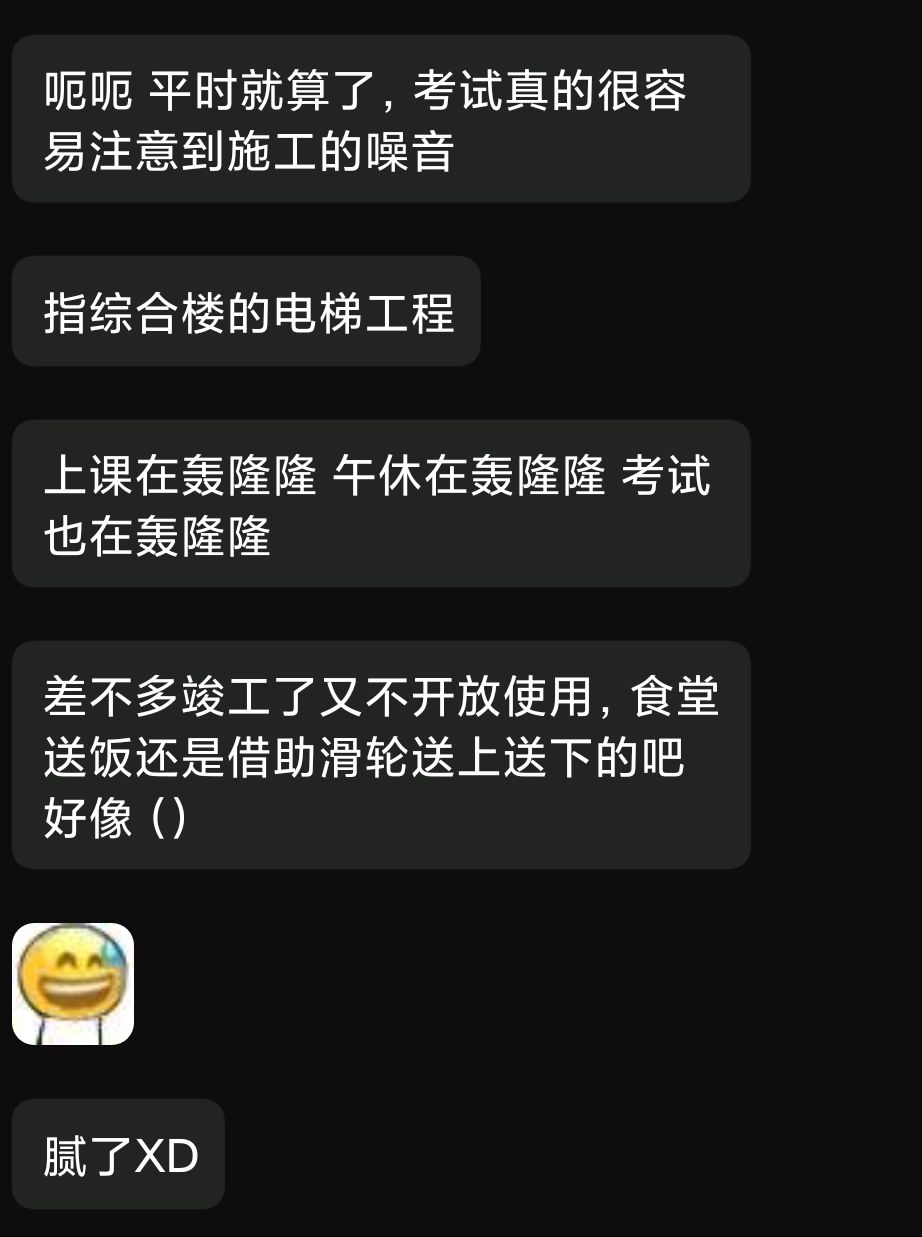 呃呃 平时就算了，考试真的很容
易注意到施工的噪音
指综合楼的电梯工程
上课在轰隆隆 午休在轰隆隆 考试
也在轰隆隆
差不多竣工了又不开放使用，食堂
送饭还是借助滑轮送上送下的吧
好像（）
腻了XD